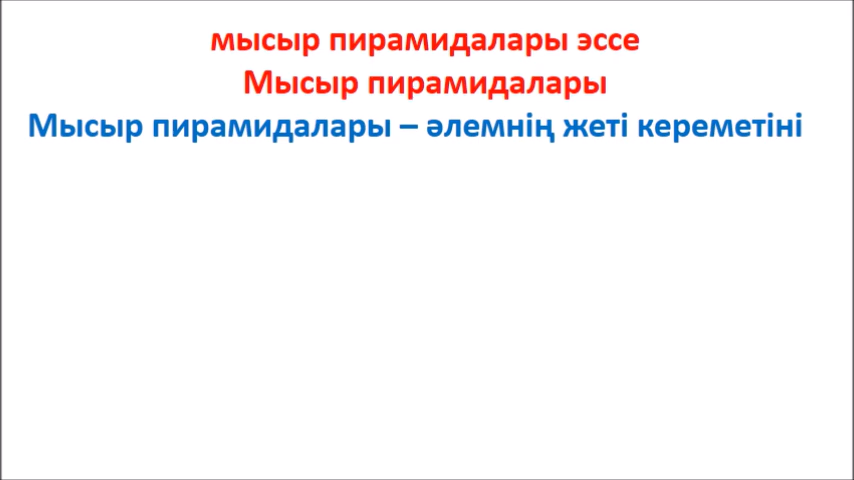 мысыр пирамидалары эссе
Мысыр пирамидалары
Мысыр пирамидалары – әлемнің жеті кереметіні